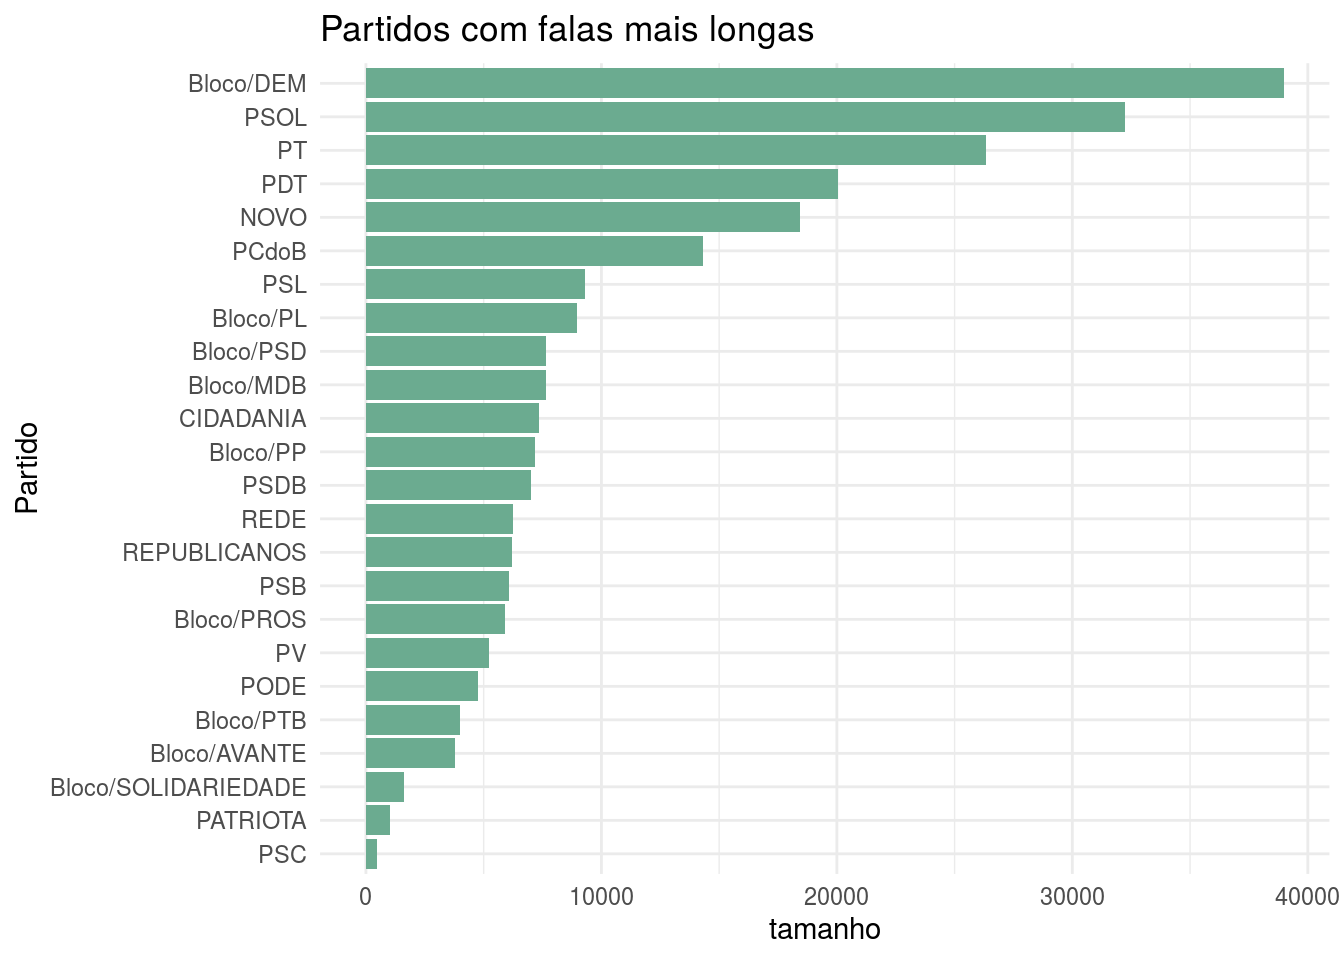 Partidos com falas mais longas
Partido
Bloco/DEM
PSOL
PT
PDT
NOVO
PCdoB
PSL
Bloco/PL
Bloco/PSD
Bloco/MDB
CIDADANIA
Bloco/PP
PSDB
REDE
REPUBLICANOS
PSB
Bloco/PROS
PV
PODE
Bloco/PTB
Bloco/AVANTE
Bloco/SOLIDARIEDADE
PATRIOTA
PSC
0 10000 20000 30000 40000
tamanho